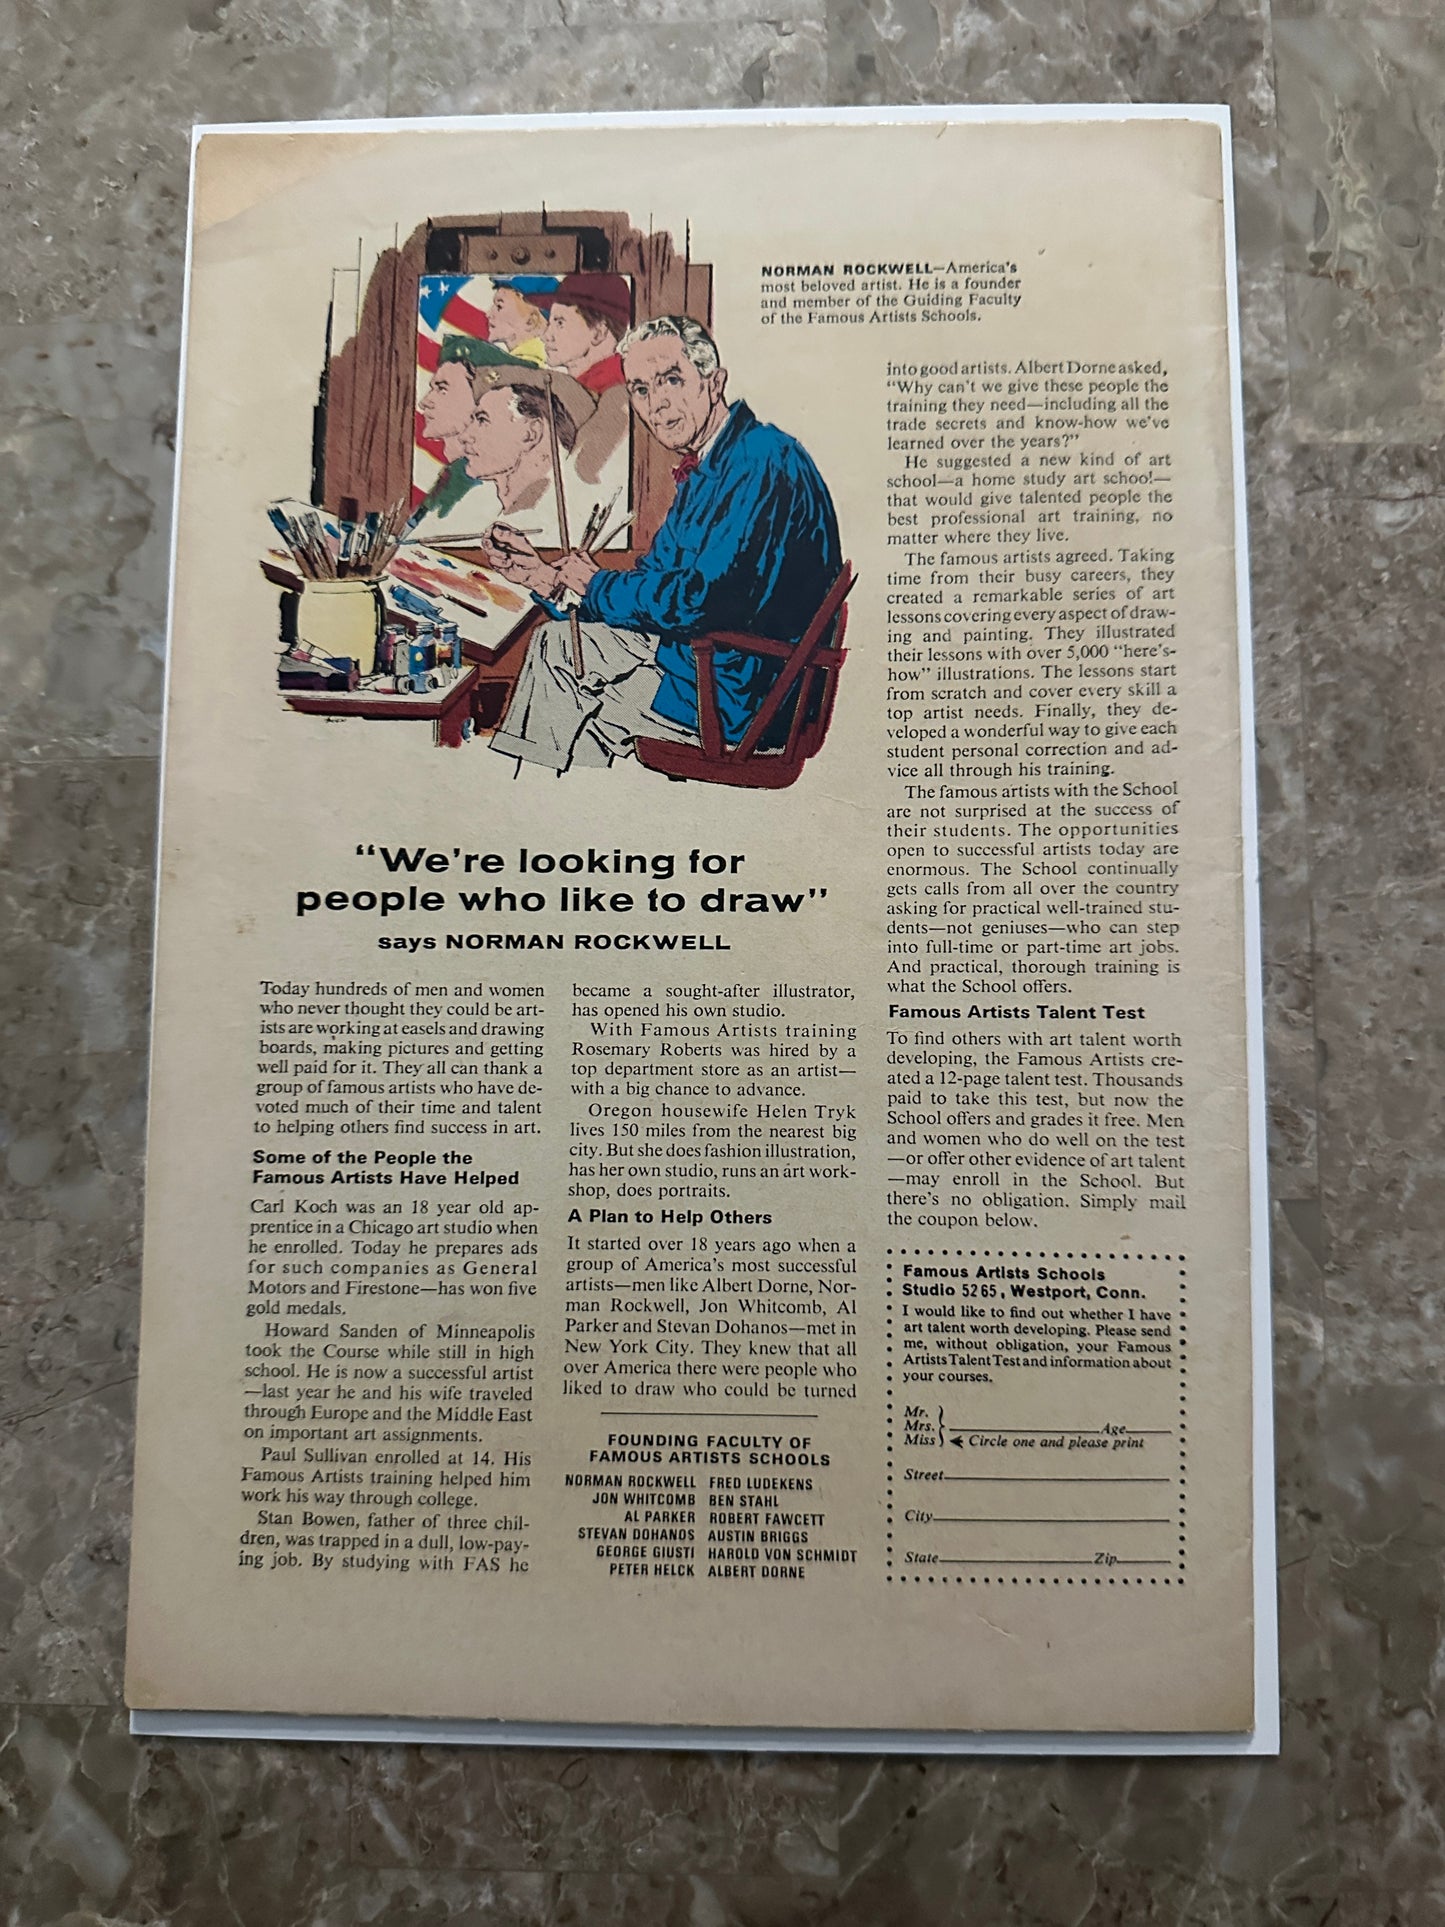 NORMAN ROCKWELL—America's
most beloved artist. He is a founder
and member of the Guiding Faculty
of the Famous Artists Schools.
"We're looking for
people who like to draw"
says NORMAN ROCKWELL
Today hundreds of men and women
who never thought they could be art-
ists are working at easels and drawing
boards, making pictures and getting
well paid for it. They all can thank a
group of famous artists who have de-
voted much of their time and talent
to helping others find success in art.
Some of the People the
Famous Artists Have Helped
Carl Koch was an 18 year old ap-
prentice in a Chicago art studio when
he enrolled. Today he prepares ads
for such companies as General
Motors and Firestone—has won five
gold medals.
Howard Sanden of Minneapolis
took the Course while still in high
school. He is now a successful artist
—last year he and his wife traveled
through Europe and the Middle East
on important art assignments.
Paul Sullivan enrolled at 14. His
Famous Artists training helped him
work his way through college.
Stan Bowen, father of three chil-
dren, was trapped in a dull, low-pay-
ing job. By studying with FAS he
became a sought-after illustrator,
has opened his own studio.
With Famous Artists training
Rosemary Roberts was hired by a
top department store as an artist—
with a big chance to advance.
Oregon housewife Helen Tryk
lives 150 miles from the nearest big
city. But she does fashion illustration,
has her own studio, runs an art work-
shop, does portraits.
A Plan to Help Others
It started over 18 years ago when a
group of America's most successful
artists—men like Albert Dorne, Nor-
man Rockwell, Jon Whitcomb, Al
Parker and Stevan Dohanos—met in
New York City. They knew that all
over America there were people who
liked to draw who could be turned
FOUNDING FACULTY OF
FAMOUS ARTISTS SCHOOLS
NORMAN ROCKWELL FRED LUDEKENS
JON WHITCOMB BEN STAHL
AL PARKER ROBERT FAWCETT
STEVAN DOHANOS AUSTIN BRIGGS
GEORGE GIUSTI HAROLD VON SCHMIDT
PETER HELCK ALBERT DORNE
into good artists. Albert Dorne asked,
"Why can't we give these people the
training they need—including all the
trade secrets and know-how we've
learned over the years?"
He suggested a new kind of art
school—a home study art school—
that would give talented people the
best professional art training, no
matter where they live.
The famous artists agreed. Taking
time from their busy careers, they
created a remarkable series of art
lessons covering every aspect of draw-
ing and painting. They illustrated
their lessons with over 5,000 "here's-
how" illustrations. The lessons start
from scratch and cover every skill a
top artist needs. Finally, they de-
veloped a wonderful way to give each
student personal correction and ad-
vice all through his training.
The famous artists with the School
are not surprised at the success of
their students. The opportunities
open to successful artists today are
enormous. The School continually
gets calls from all over the country
asking for practical well-trained stu-
dents—not geniuses—who can step
into full-time or part-time art jobs.
And practical, thorough training is
what the School offers.
Famous Artists Talent Test
To find others with art talent worth
developing, the Famous Artists cre-
ated a 12-page talent test. Thousands
paid to take this test, but now the
School offers and grades it free. Men
and women who do well on the test
—or offer other evidence of art talent
—may enroll in the School. But
there's no obligation. Simply mail
the coupon below.
Famous Artists Schools
Studio 5265, Westport, Conn.
I would like to find out whether I have
art talent worth developing. Please send
me, without obligation, your Famous
Artists Talent Test and information about
your courses.
Mr.
Mrs. Age
Miss Circle one and please print
Street
City
State Zip